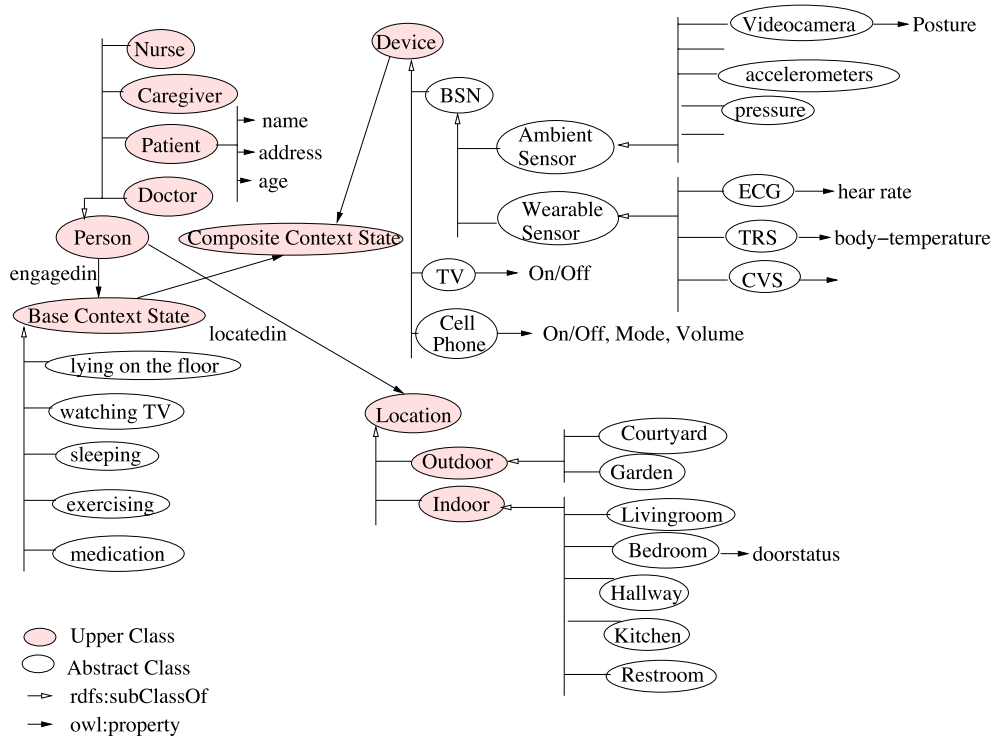 Nurse
Caregiver
Patient
name
address
age
Doctor
Person
engagedin
Base Context State
lying on the floor
watching TV
sleeping
exercising
medication
Device
Composite Context State
locatedin
BSN
Ambient
Sensor
Wearable
Sensor
TV
On/Off
Cell
Phone
On/Off, Mode, Volume
Videocamera
Posture
accelerometers
pressure
ECG
hear rate
TRS
body-temperature
CVS
Location
Outdoor
Indoor
Courtyard
Garden
Livingroom
Bedroom
doorstatus
Hallway
Kitchen
Restroom
Upper Class
Abstract Class
rdfs:subClassOf
owl:property